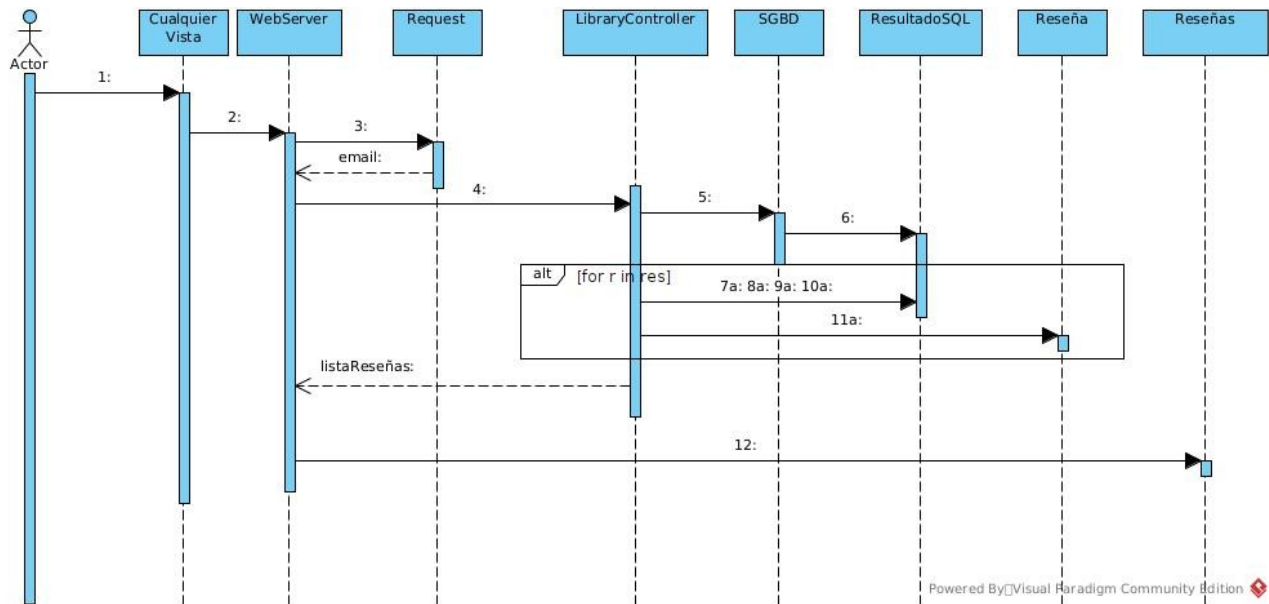 Cualquier
Vista
WebServer
Request
LibraryController
SGBD
ResultadoSQL
Reseña
Reseñas
Actor
1:
2:
3:
email:
4:
5:
6:
alt
[for r in res]
7a: 8a: 9a: 10a:
11a:
listaReseñas:
12:
Powered By Visual Paradigm Community Edition